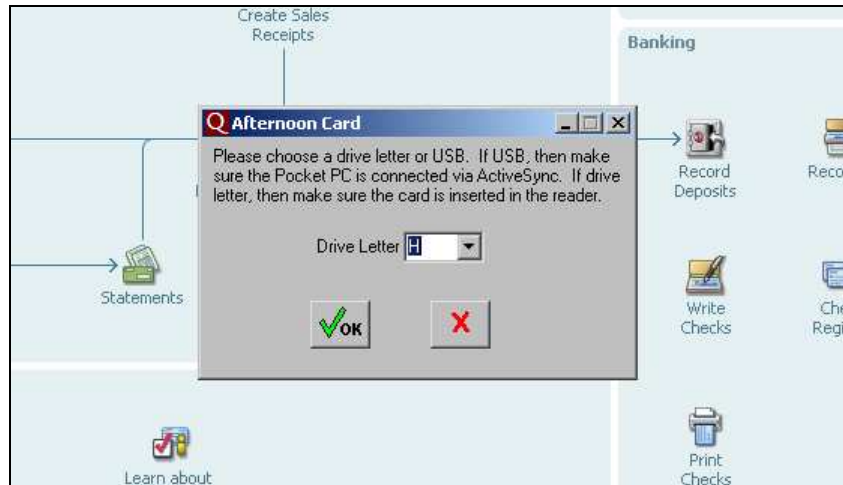 Create Sales
Receipts
Banking
Q Afternoon Card
Please choose a drive letter or USB. If USB, then make
sure the Pocket PC is connected via ActiveSync. If drive
letter, then make sure the card is inserted in the reader.
Drive Letter H
OK
X
Record
Deposits
Statements
Write
Checks
Print
Checks
Learn about